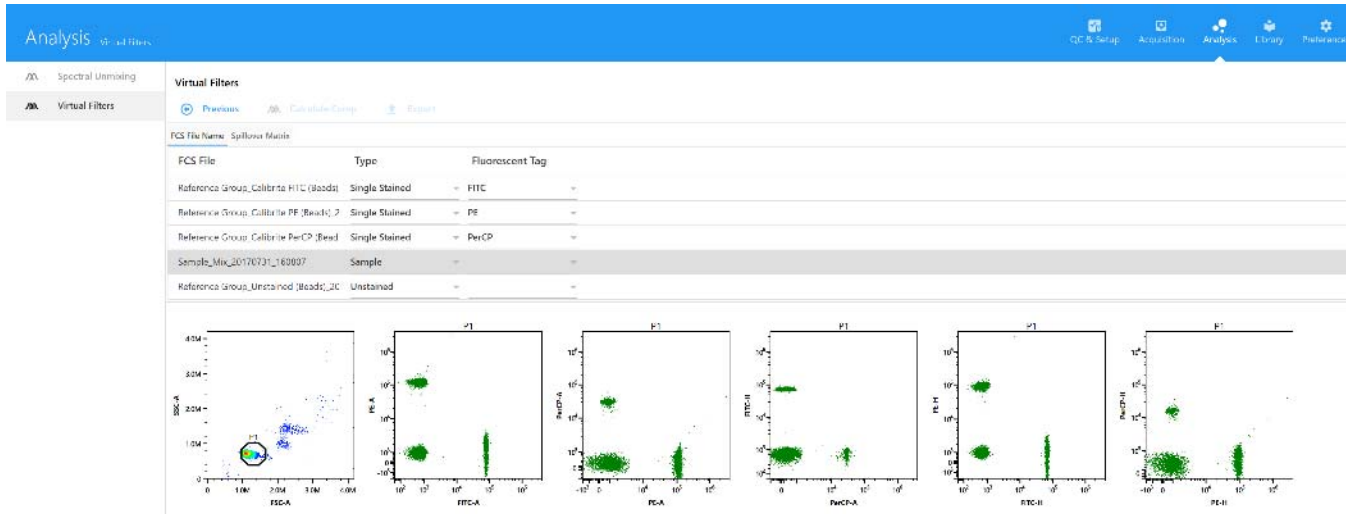 Analysis Virtual Filters
QC & Setup Acquisition Analysis Library Preference
Spectral Unmixing
Virtual Filters
Virtual Filters
Previous Calculate Comp Export
FCS File Name Spillover Matrix
FCS File Type Fluorescent Tag
Reference Group_Calibrite FITC (Beads) Single Stained FITC
Reference Group_Calibrite PE (Beads)_2 Single Stained PE
Reference Group_Calibrite PerCP (Bead Single Stained PerCP
Sample_Mix_20170731_160007 Sample
Reference Group_Unstained (Beads)_20 Unstained
P1 P1 P1 P1 P1
4.0M
3.0M
2.0M
1.0M
0
P1
SSC-A
PE-A
PerCP-A
FITC-H
PE-H
PerCP-H
0 1.0M 2.0M 3.0M 4.0M
FSC-A FITC-A PE-A PerCP-A FITC-H PE-H